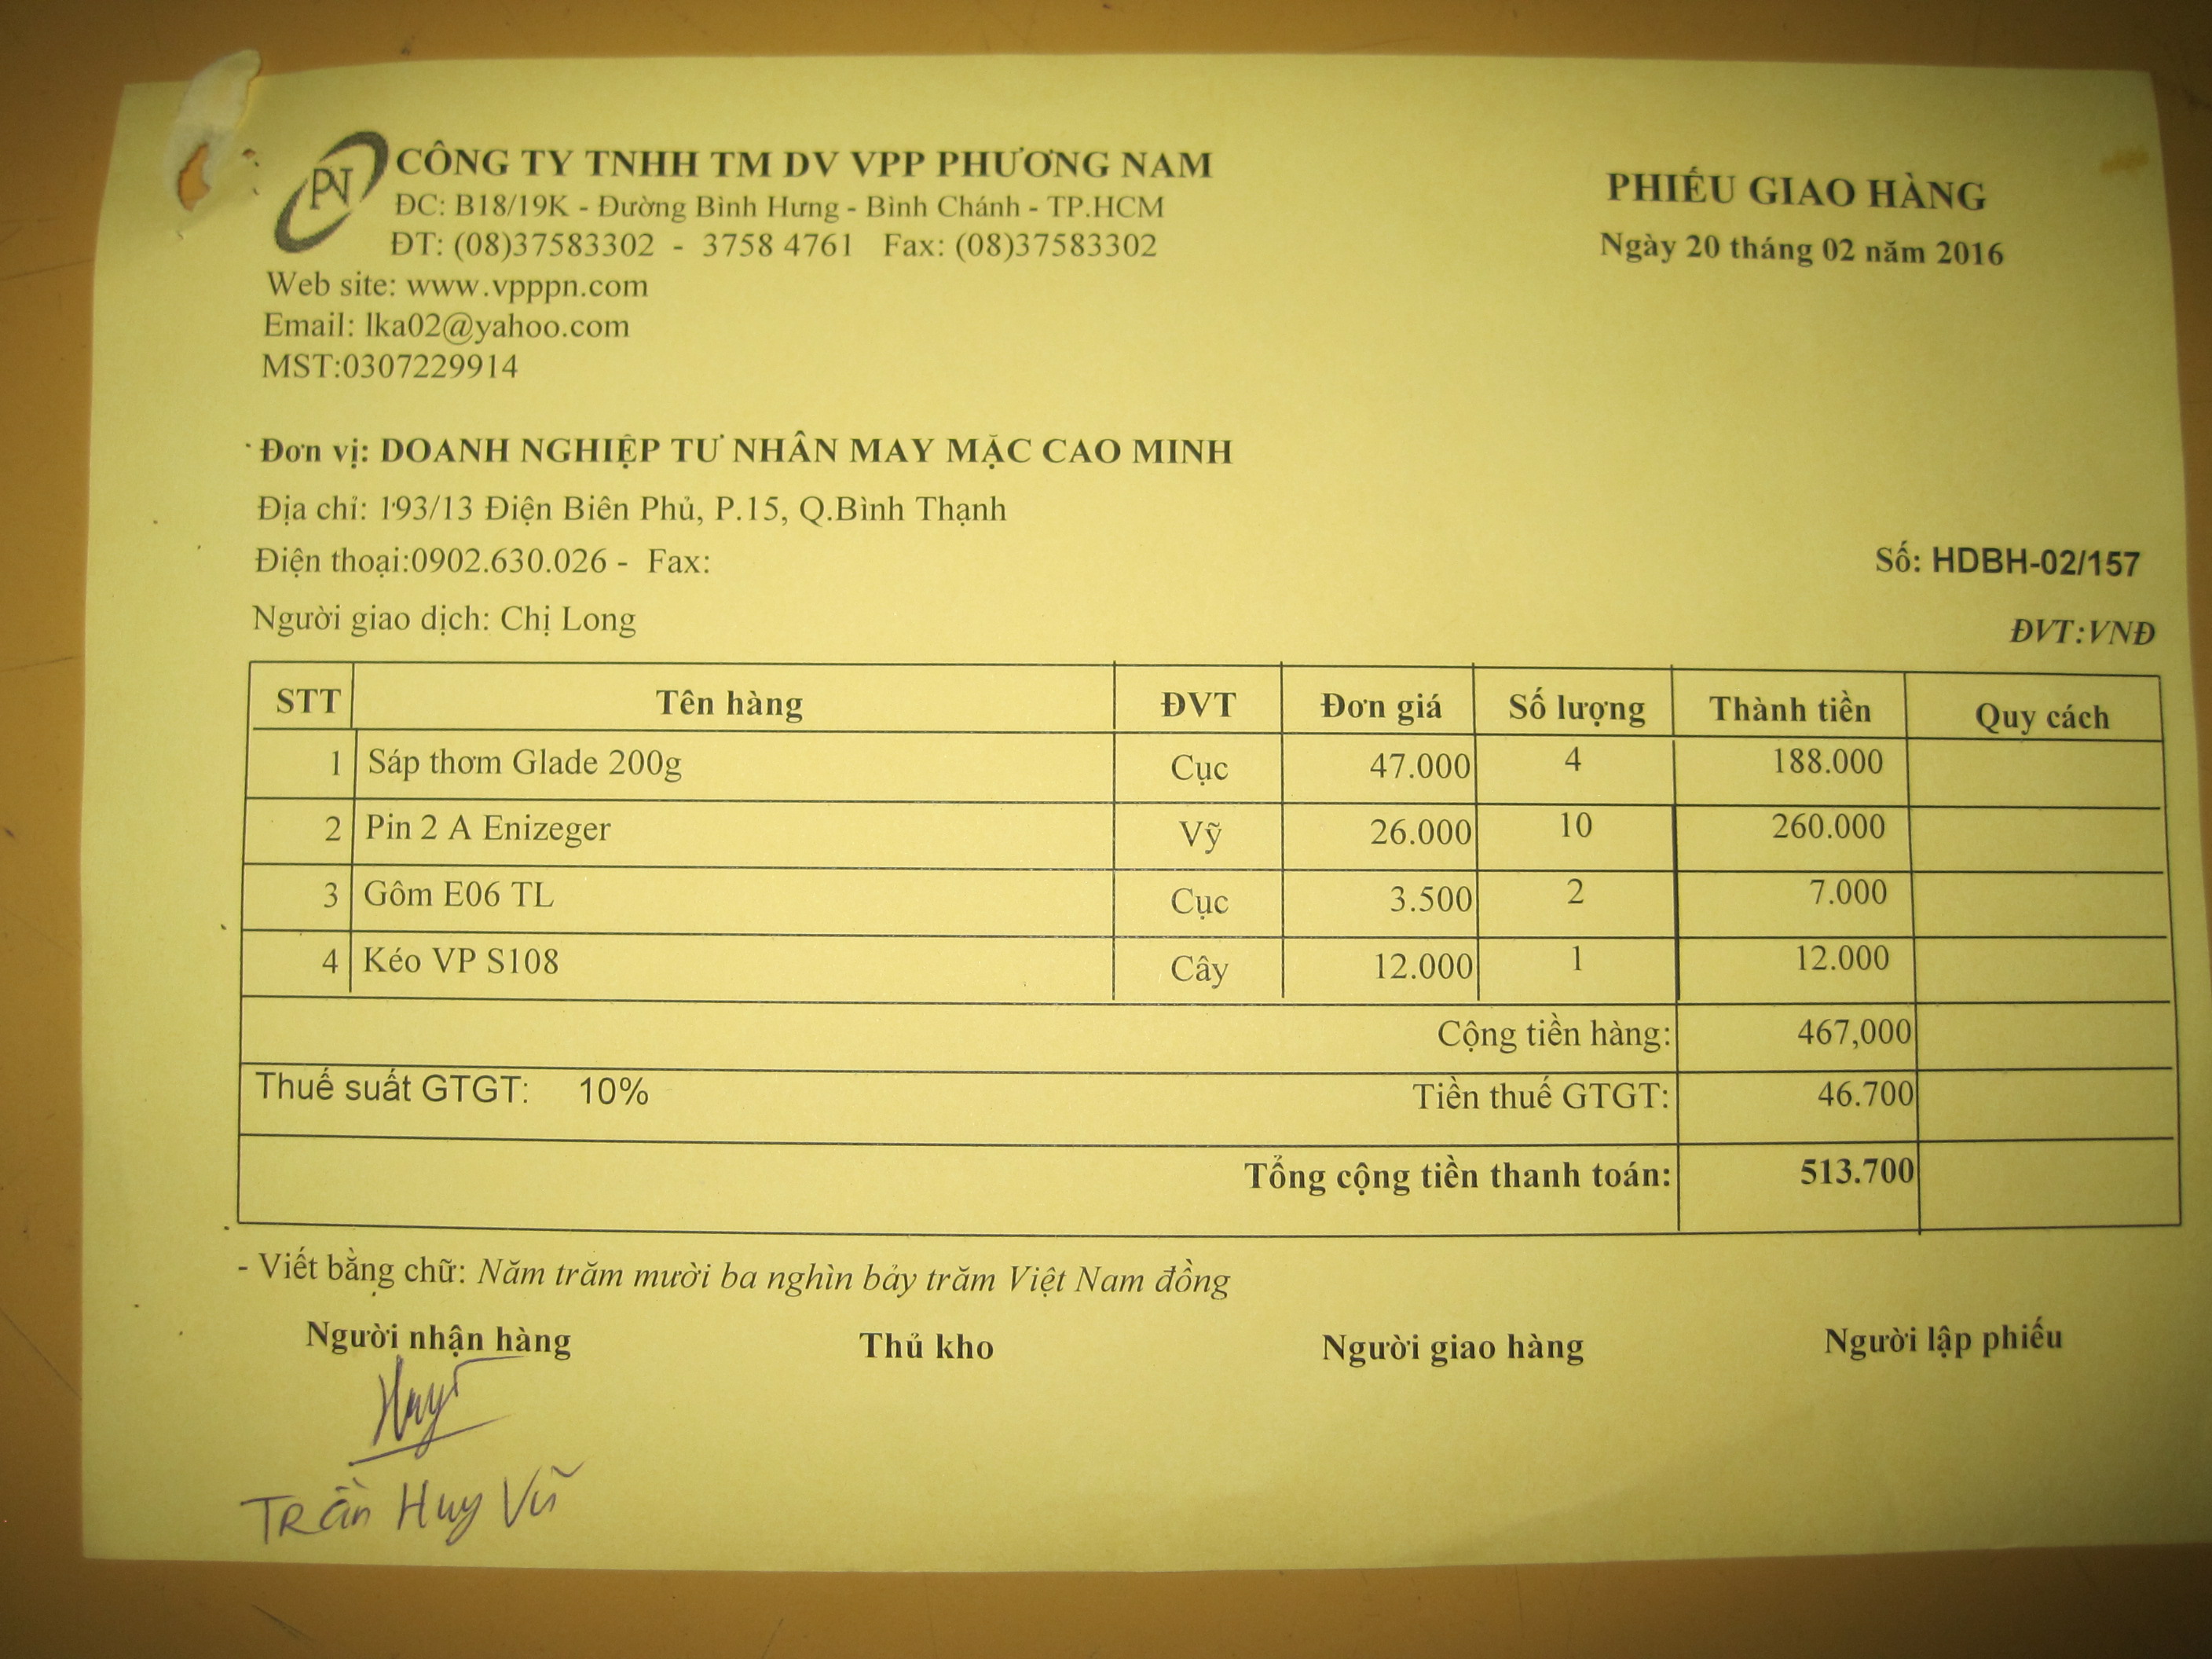 PN
CÔNG TY TNHH TM DV VPP PHƯƠNG NAM
ĐC: B18/19K - Đường Bình Hưng - Bình Chánh - TP.HCM
ĐT: (08)37583302 - 3758 4761 Fax: (08)37583302
Web site: www.vpppn.com
Email: lka02@yahoo.com
MST:0307229914
PHIẾU GIAO HÀNG
Ngày 20 tháng 02 năm 2016
Đơn vị: DOANH NGHIỆP TƯ NHÂN MAY MẶC CAO MINH
Địa chỉ: 193/13 Điện Biên Phủ, P.15, Q.Bình Thạnh
Điện thoại:0902.630.026 - Fax: Số: HDBH-02/157
Người giao dịch: Chị Long ĐVT:VNĐ
STT Tên hàng ĐVT Đơn giá Số lượng Thành tiền Quy cách
1 Sáp thơm Glade 200g Cục 47.000 4 188.000
2 Pin 2 A Enizeger Vỹ 26.000 10 260.000
3 Gôm E06 TL Cục 3.500 2 7.000
4 Kéo VP S108 Cây 12.000 1 12.000
Cộng tiền hàng: 467,000
Thuế suất GTGT: 10% Tiền thuế GTGT: 46.700
Tổng cộng tiền thanh toán: 513.700
- Viết bằng chữ: Năm trăm mười ba nghìn bảy trăm Việt Nam đồng
Người nhận hàng Thủ kho Người giao hàng Người lập phiếu
Huy
Trần Huy Vũ